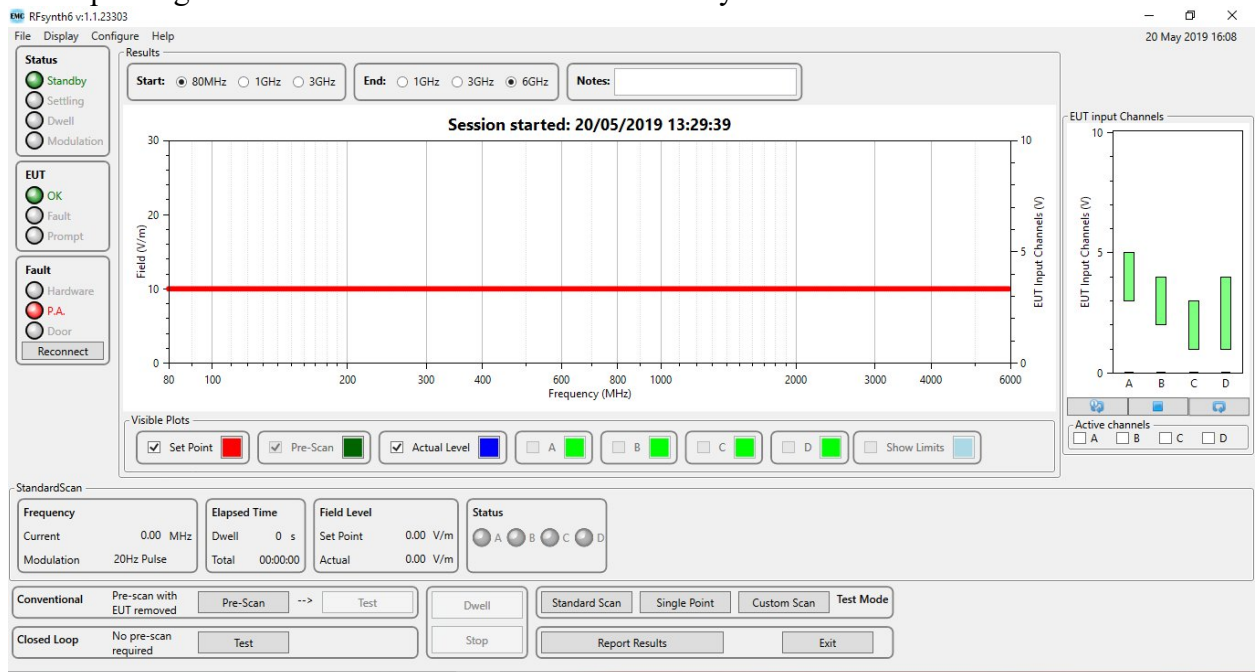 EMC RFsynth6 v:1.1.23303
File Display Configure Help
20 May 2019 16:08
Status
Standby
Settling
Dwell
Modulation
EUT
OK
Fault
Prompt
Fault
Hardware
P.A.
Door
Reconnect
Results
Start: 80MHz 1GHz 3GHz End: 1GHz 3GHz 6GHz Notes:
Session started: 20/05/2019 13:29:39
Field (V/m)
30
20
10
0
10
5
0
EUT Input Channels (V)
80 100 200 300 400 600 800 1000 2000 3000 4000 6000
Frequency (MHz)
Visible Plots
Set Point Pre-Scan Actual Level A B C D Show Limits
EUT input Channels
EUT Input Channels (V)
10
5
0
A B C D
Active channels
A B C D
StandardScan
Frequency
Current 0.00 MHz
Modulation 20Hz Pulse
Elapsed Time
Dwell 0 s
Total 00:00:00
Field Level
Set Point 0.00 V/m
Actual 0.00 V/m
Status
A B C D
Conventional Pre-scan with EUT removed Pre-Scan --> Test
Closed Loop No pre-scan required Test
Dwell
Stop
Standard Scan Single Point Custom Scan Test Mode
Report Results Exit